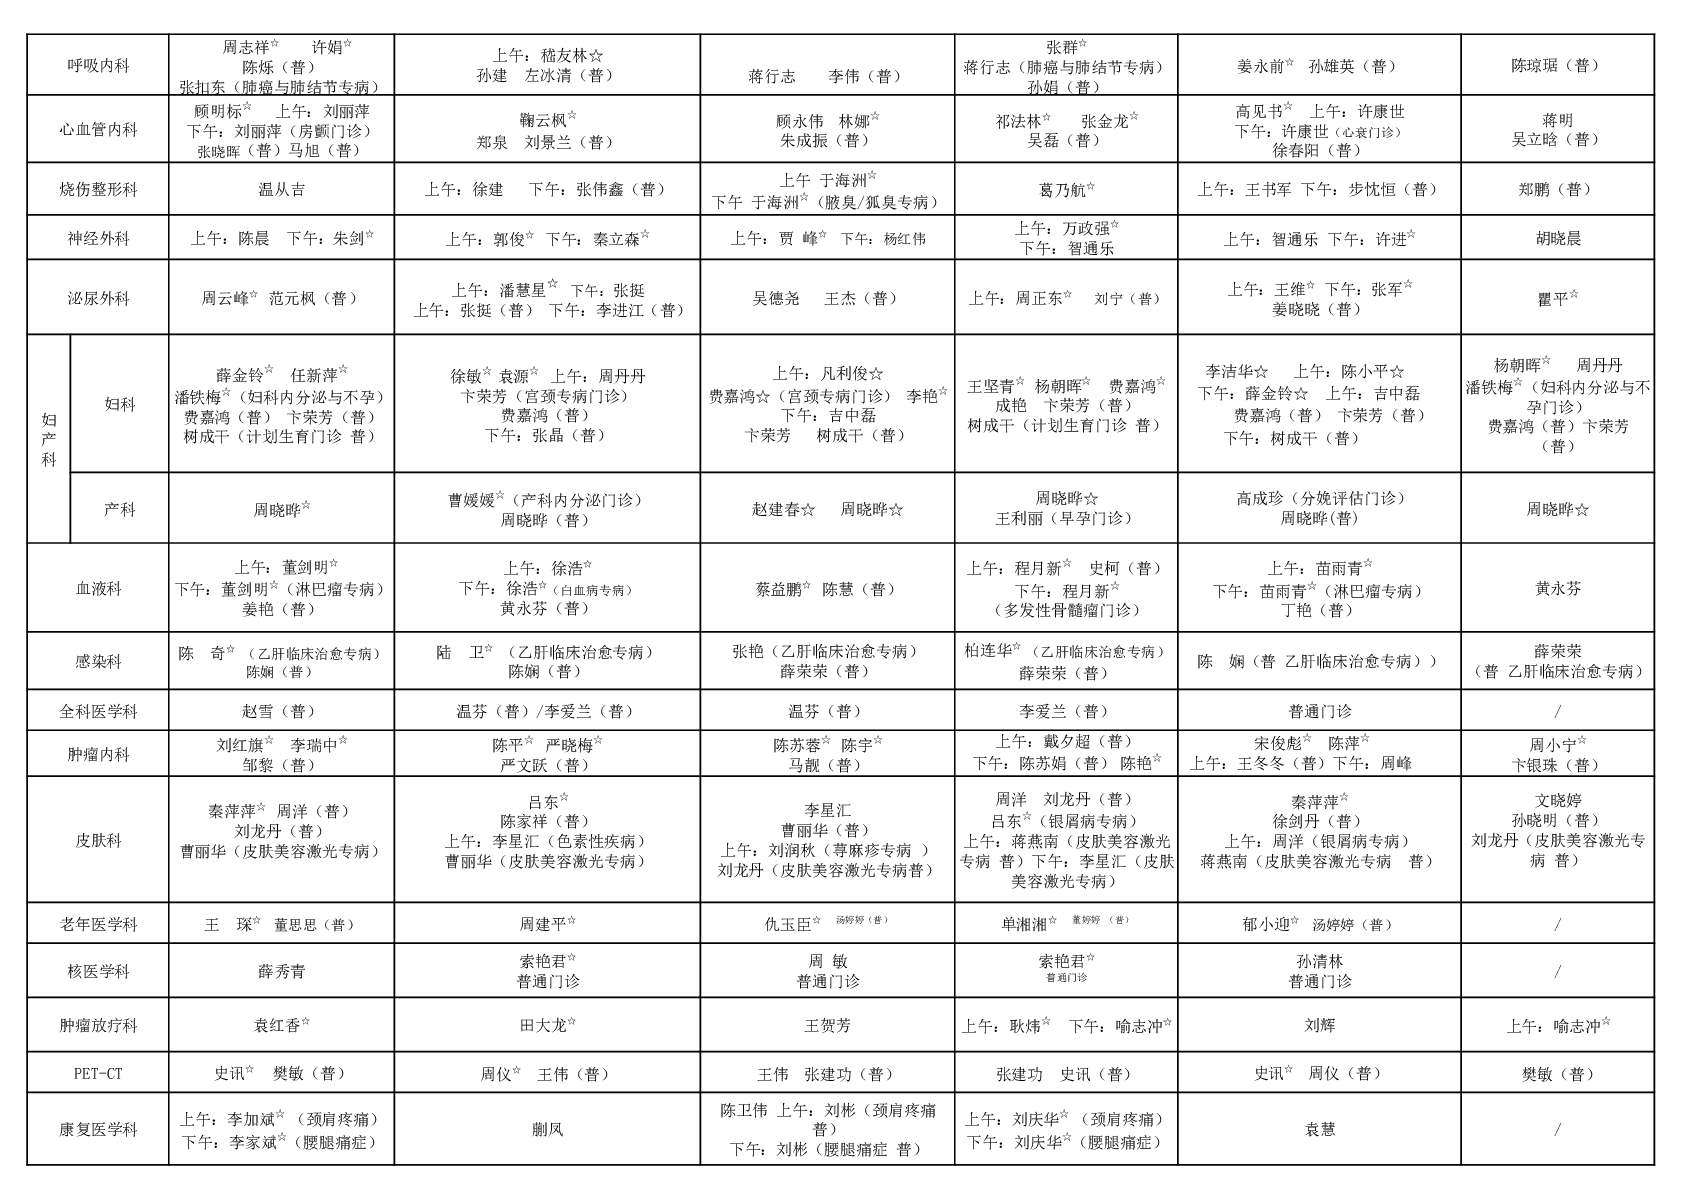 呼吸内科
周志祥☆ 许娟☆
陈烁（普）
张扣东（肺癌与肺结节专病）
上午：嵇友林☆
孙建 左冰清（普）
蒋行志 李伟（普）
张群☆
蒋行志（肺癌与肺结节专病）
孙娟（普）
姜永前☆ 孙雄英（普）
陈琼琚（普）
心血管内科
顾明标☆ 上午：刘丽萍
下午：刘丽萍（房颤门诊）
张晓晖（普）马旭（普）
鞠云枫☆
郑泉 刘景兰（普）
顾永伟 林娜☆
朱成振（普）
祁法林☆ 张金龙☆
吴磊（普）
高见书☆ 上午：许康世
下午：许康世（心衰门诊）
徐春阳（普）
蒋明
吴立晗（普）
烧伤整形科
温从吉
上午：徐建 下午：张伟鑫（普）
上午 于海洲☆
下午 于海洲☆（腋臭/狐臭专病）
葛乃航☆
上午：王书军 下午：步忱恒（普）
郑鹏（普）
神经外科
上午：陈晨 下午：朱剑☆
上午：郭俊☆ 下午：秦立森☆
上午：贾 峰☆ 下午：杨红伟
上午：万政强☆
下午：智通乐
上午：智通乐 下午：许进☆
胡晓晨
泌尿外科
周云峰☆ 范元枫（普）
上午：潘慧星☆ 下午：张挺
上午：张挺（普） 下午：李进江（普）
吴德尧 王杰（普）
上午：周正东☆ 刘宁（普）
上午：王维☆ 下午：张军☆
姜晓晓（普）
瞿平☆
妇
产
科
妇科
薛金铃☆ 任新萍☆
潘铁梅☆（妇科内分泌与不孕）
费嘉鸿（普） 卞荣芳（普）
树成干（计划生育门诊 普）
徐敏☆ 袁源☆ 上午：周丹丹
卞荣芳（宫颈专病门诊）
费嘉鸿（普）
下午：张晶（普）
上午：凡利俊☆
费嘉鸿☆（宫颈专病门诊） 李艳☆
下午：吉中磊
卞荣芳 树成干（普）
王坚青☆ 杨朝晖☆ 费嘉鸿☆
成艳 卞荣芳（普）
树成干（计划生育门诊 普）
李洁华☆ 上午：陈小平☆
下午：薛金铃☆ 上午：吉中磊
费嘉鸿（普） 卞荣芳（普）
下午：树成干（普）
杨朝晖☆ 周丹丹
潘铁梅☆（妇科内分泌与不
孕门诊）
费嘉鸿（普）卞荣芳
（普）
产科
周晓晔☆
曹媛媛☆（产科内分泌门诊）
周晓晔（普）
赵建春☆ 周晓晔☆
周晓晔☆
王利丽（早孕门诊）
高成珍（分娩评估门诊）
周晓晔(普)
周晓晔☆
血液科
上午：董剑明☆
下午：董剑明☆（淋巴瘤专病）
姜艳（普）
上午：徐浩☆
下午：徐浩☆（白血病专病）
黄永芬（普）
蔡益鹏☆ 陈慧（普）
上午：程月新☆ 史柯（普）
下午：程月新☆
（多发性骨髓瘤门诊）
上午：苗雨青☆
下午：苗雨青☆（淋巴瘤专病）
丁艳（普）
黄永芬
感染科
陈 奇☆ （乙肝临床治愈专病）
陈娴（普）
陆 卫☆ （乙肝临床治愈专病）
陈娴（普）
张艳（乙肝临床治愈专病）
薛荣荣（普）
柏连华☆ （乙肝临床治愈专病）
薛荣荣（普）
陈 娴（普 乙肝临床治愈专病））
薛荣荣
（普 乙肝临床治愈专病）
全科医学科
赵雪（普）
温芬（普）/李爱兰（普）
温芬（普）
李爱兰（普）
普通门诊
/
肿瘤内科
刘红旗☆ 李瑞中☆
邹黎（普）
陈平☆ 严晓梅☆
严文跃（普）
陈苏蓉☆ 陈宇☆
马靓（普）
上午：戴夕超（普）
下午：陈苏娟（普） 陈艳☆
宋俊彪☆ 陈萍☆
上午：王冬冬（普）下午：周峰
周小宁☆
卞银珠（普）
皮肤科
秦萍萍☆ 周洋（普）
刘龙丹（普）
曹丽华（皮肤美容激光专病）
吕东☆
陈家祥（普）
上午：李星汇（色素性疾病）
曹丽华（皮肤美容激光专病）
李星汇
曹丽华（普）
上午：刘润秋（荨麻疹专病 ）
刘龙丹（皮肤美容激光专病普）
周洋 刘龙丹（普）
吕东☆（银屑病专病）
上午：蒋燕南（皮肤美容激光
专病 普）下午：李星汇（皮肤
美容激光专病）
秦萍萍☆
徐剑丹（普）
上午：周洋（银屑病专病）
蒋燕南（皮肤美容激光专病 普）
文晓婷
孙晓明（普）
刘龙丹（皮肤美容激光专
病 普）
老年医学科
王 琛☆ 董思思（普）
周建平☆
仇玉臣☆ 汤婷婷（普）
单湘湘☆ 董婷婷 （普）
郁小迎☆ 汤婷婷（普）
/
核医学科
薛秀青
索艳君☆
普通门诊
周 敏
普通门诊
索艳君☆
普通门诊
孙清林
普通门诊
/
肿瘤放疗科
袁红香☆
田大龙☆
王贺芳
上午：耿炜☆ 下午：喻志冲☆
刘辉
上午：喻志冲☆
PET-CT
史讯☆ 樊敏（普）
周仪☆ 王伟（普）
王伟 张建功（普）
张建功 史讯（普）
史讯☆ 周仪（普）
樊敏（普）
康复医学科
上午：李加斌☆ （颈肩疼痛）
下午：李家斌☆（腰腿痛症）
蒯凤
陈卫伟 上午：刘彬（颈肩疼痛
普）
下午：刘彬（腰腿痛症 普）
上午：刘庆华☆ （颈肩疼痛）
下午：刘庆华☆（腰腿痛症）
袁慧
/